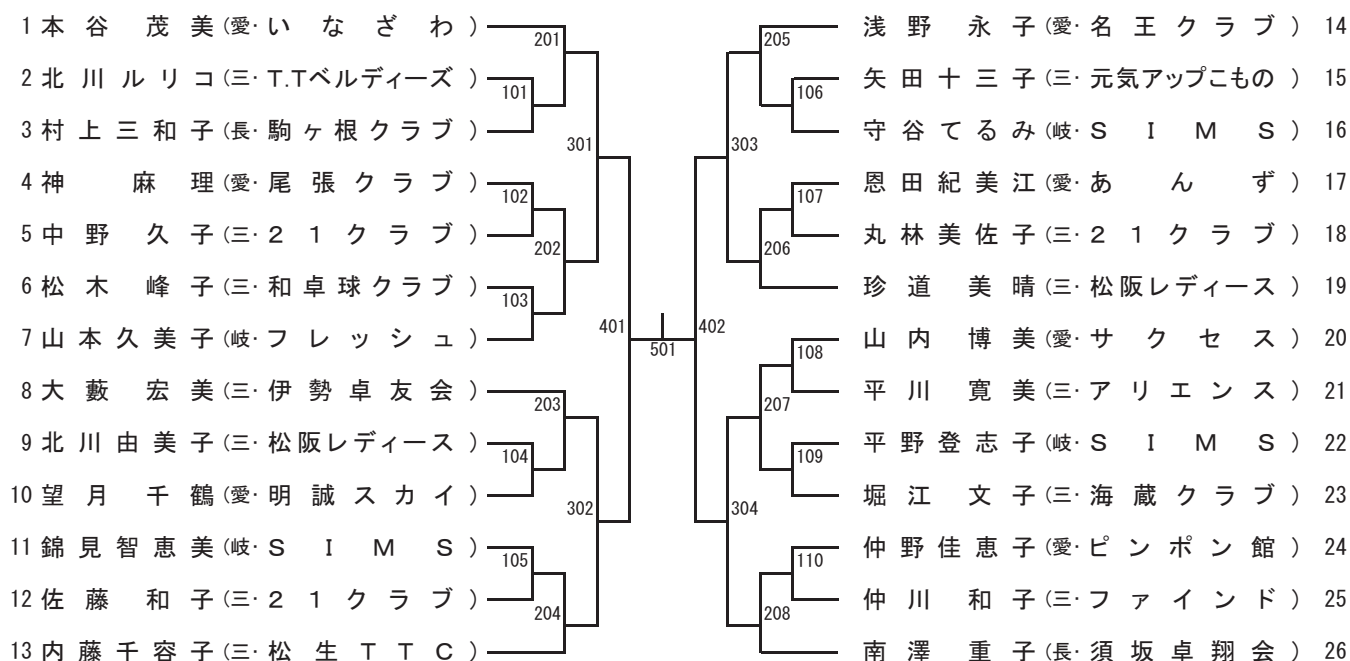 1 本谷 茂美 (愛・いなざわ)
201
2 北川ルリコ (三・T.Tベルディーズ)
101
3 村上三和子 (長・駒ヶ根クラブ)
301
4 神 麻理 (愛・尾張クラブ)
102
5 中野 久子 (三・21クラブ)
202
6 松木 峰子 (三・和卓球クラブ)
103
7 山本久美子 (岐・フレッシュ)
401
8 大藪 宏美 (三・伊勢卓友会)
203
9 北川由美子 (三・松阪レディース)
104
10 望月 千鶴 (愛・明誠スカイ)
302
11 錦見智恵美 (岐・SIMS)
105
12 佐藤 和子 (三・21クラブ)
204
13 内藤千容子 (三・松生TTC)
501
402
浅野 永子 (愛・名王クラブ) 14
205
矢田十三子 (三・元気アップこもの) 15
106
守谷てるみ (岐・SIMS) 16
303
恩田紀美江 (愛・あんず) 17
107
丸林美佐子 (三・21クラブ) 18
206
珍道 美晴 (三・松阪レディース) 19
山内 博美 (愛・サクセス) 20
108
平川 寛美 (三・アリエンス) 21
207
平野登志子 (岐・SIMS) 22
109
堀江 文子 (三・海蔵クラブ) 23
304
仲野佳恵子 (愛・ピンポン館) 24
110
仲川 和子 (三・ファインド) 25
208
南澤 重子 (長・須坂卓翔会) 26